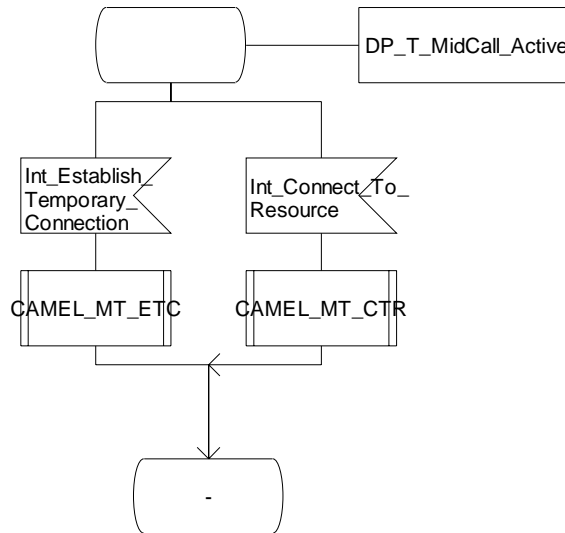 DP_T_MidCall_Active
Int_Establish_
Temporary_
Connection
Int_Connect_To_
Resource
CAMEL_MT_ETC
CAMEL_MT_CTR
-